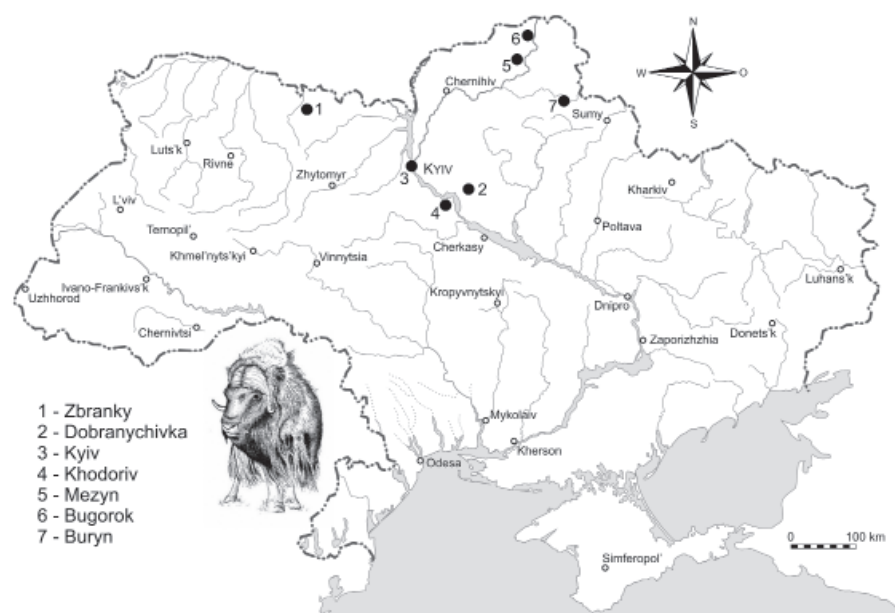 N
W
O
S
6
5
Chernihiv
7
Sumy
1
Luts'k
Rivne
Zhytomyr
3
KYIV
2
4
Kharkiv
L'viv
Ternopil'
Khmel'nyts'kyi
Vinnytsia
Cherkasy
Poltava
Ivano-Frankivs'k
Uzhhorod
Chernivtsi
Kropyvnytskyi
Dnipro
Luhans'k
Donets'k
Zaporizhzhia
Mykolaiv
Kherson
Odesa
Simferopol'
0
100 km
1 - Zbranky
2 - Dobranychivka
3 - Kyiv
4 - Khodoriv
5 - Mezyn
6 - Bugorok
7 - Buryn